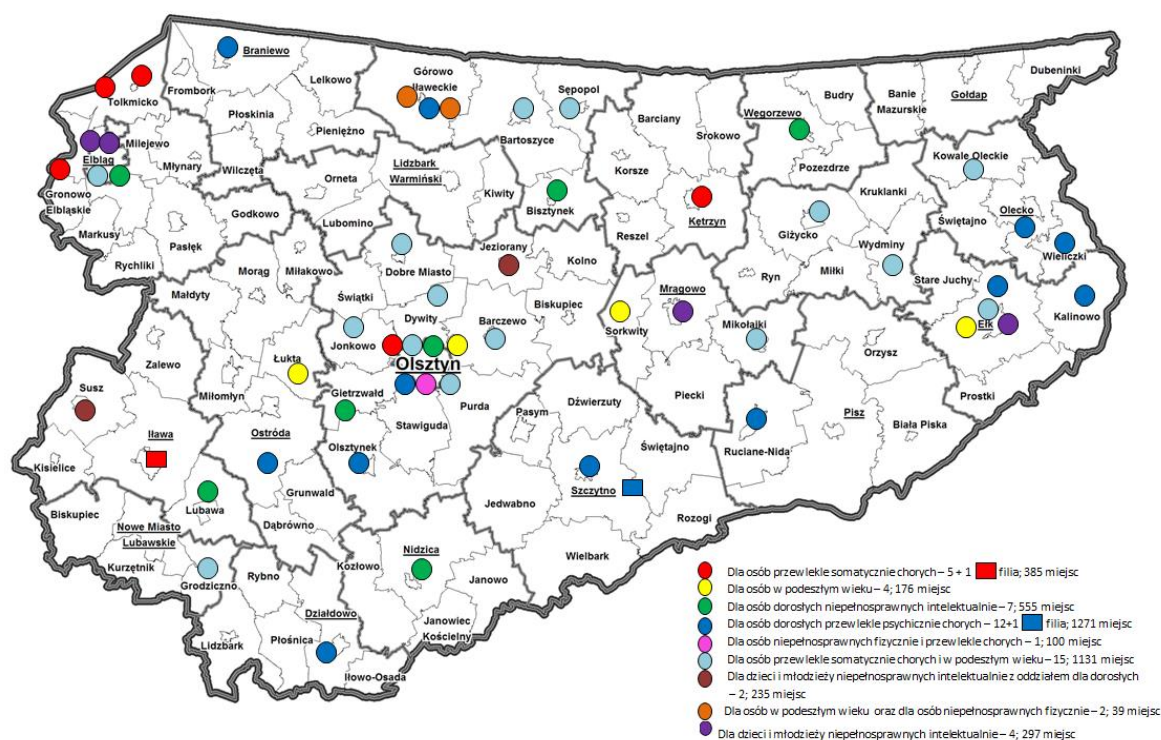 Braniewo
Lelkowo
Frombork
Tolkmicko
Płoskinia
Pieniężno
Górowo
Iławeckie
Sępopol
Bartoszyce
Barciany
Srokowo
Węgorzewo
Budry
Banie
Mazurskie
Gołdap
Dubeninki
Pozezdrze
Milejewo
Elbląg
Młynary
Wilczęta
Gronowo
Elbląskie
Markusy
Pasłęk
Rychliki
Godkowo
Orneta
Lidzbark
Warmiński
Lubomino
Kiwity
Bisztynek
Korsze
Reszel
Kętrzyn
Kruklanki
Giżycko
Wydminy
Ryn
Miłki
Kowale Oleckie
Świętajno
Olecko
Wieliczki
Stare Juchy
Ełk
Kalinowo
Prostki
Morąg
Miłakowo
Małdyty
Dobre Miasto
Jeziorany
Kolno
Świątki
Dywity
Barczewo
Biskupiec
Jonkowo
Olsztyn
Sorkwity
Mrągowo
Mikołajki
Orzysz
Zalewo
Łukta
Miłomłyn
Susz
Gietrzwałd
Purda
Stawiguda
Piecki
Pisz
Biała Piska
Ruciane-Nida
Iława
Kisielice
Ostróda
Olsztynek
Pasym
Dźwierzuty
Świętajno
Szczytno
Jedwabno
Rozogi
Wielbark
Grunwald
Dąbrówno
Lubawa
Biskupiec
Nowe Miasto
Lubawskie
Kurzętnik
Grodziczno
Rybno
Kozłowo
Nidzica
Janowo
Janowiec
Kościelny
Działdowo
Płośnica
Lidzbark
Iłowo-Osada
Dla osób przewlekle somatycznie chorych – 5 + 1 filia; 385 miejsc
Dla osób w podeszłym wieku – 4; 176 miejsc
Dla osób dorosłych niepełnosprawnych intelektualnie – 7; 555 miejsc
Dla osób dorosłych przewlekle psychicznie chorych – 12+1 filia; 1271 miejsc
Dla osób niepełnosprawnych fizycznie i przewlekle chorych – 1; 100 miejsc
Dla osób przewlekle somatycznie chorych i w podeszłym wieku – 15; 1131 miejsc
Dla dzieci i młodzieży niepełnosprawnych intelektualnie z oddziałem dla dorosłych
– 2; 235 miejsc
Dla osób w podeszłym wieku oraz dla osób niepełnosprawnych fizycznie – 2; 39 miejsc
Dla dzieci i młodzieży niepełnosprawnych intelektualnie – 4; 297 miejsc